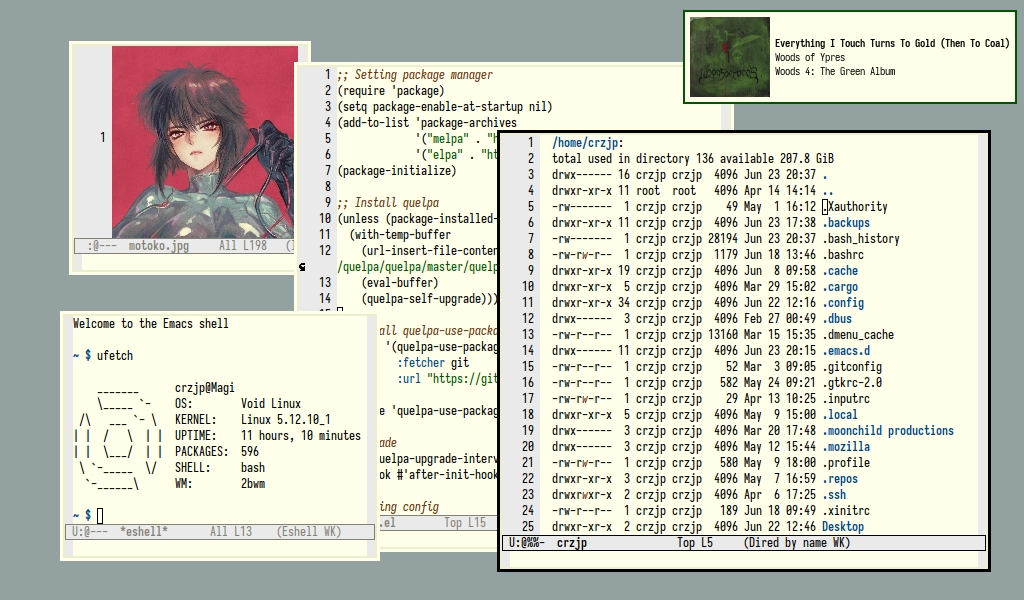 1
:@---  motoko.jpg     All L198   (I
1 ;; Setting package manager
2 (require 'package)
3 (setq package-enable-at-startup nil)
4 (add-to-list 'package-archives
5              '("melpa" . "h
6              '("elpa" . "ht
7 (package-initialize)
8
9 ;; Install quelpa
10 (unless (package-installed-
11   (with-temp-buffer
12     (url-insert-file-conten
/quelpa/quelpa/master/quelp
13     (eval-buffer)
14     (quelpa-self-upgrade)))
all quelpa-use-packa
'(quelpa-use-packag
:fetcher git
:url "https://git
e 'quelpa-use-packag
ade
uelpa-upgrade-interv
ok #'after-init-hook
ing config
.el        Top L15
Everything I Touch Turns To Gold (Then To Coal)
Woods of Ypres
Woods 4: The Green Album
Welcome to the Emacs shell
~ $ ufetch
crzjp@Magi
OS:        Void Linux
KERNEL:    Linux 5.12.10_1
UPTIME:    11 hours, 10 minutes
PACKAGES:  596
SHELL:     bash
WM:        2bwm
~ $
U:@---  *eshell*       All L13    (Eshell WK)
1 /home/crzjp:
2 total used in directory 136 available 207.8 GiB
3 drwx------ 16 crzjp crzjp  4096 Jun 23 20:37 .
4 drwxr-xr-x 11 root  root   4096 Apr 14 14:14 ..
5 -rw-------  1 crzjp crzjp    49 May  1 16:12 .Xauthority
6 drwxr-xr-x 11 crzjp crzjp  4096 Jun 23 17:38 .backups
7 -rw-------  1 crzjp crzjp 28194 Jun 23 20:37 .bash_history
8 -rw-rw-r--  1 crzjp crzjp  1179 Jun 18 13:46 .bashrc
9 drwxr-xr-x 19 crzjp crzjp  4096 Jun  8 09:58 .cache
10 drwxr-xr-x  5 crzjp crzjp  4096 Mar 29 15:02 .cargo
11 drwxr-xr-x 34 crzjp crzjp  4096 Jun 22 12:16 .config
12 drwx------  3 crzjp crzjp  4096 Feb 27 00:49 .dbus
13 -rw-r--r--  1 crzjp crzjp 13160 Mar 15 15:35 .dmenu_cache
14 drwx------ 11 crzjp crzjp  4096 Jun 23 20:15 .emacs.d
15 -rw-r--r--  1 crzjp crzjp    52 Mar  3 09:05 .gitconfig
16 -rw-r--r--  1 crzjp crzjp   582 May 24 09:21 .gtkrc-2.0
17 -rw-rw-r--  1 crzjp crzjp    29 Apr 13 10:25 .inputrc
18 drwxr-xr-x  5 crzjp crzjp  4096 May  9 15:00 .local
19 drwxr-xr-x  3 crzjp crzjp  4096 Mar 20 17:48 .moonchild productions
20 drwx------  3 crzjp crzjp  4096 May 12 15:44 .mozilla
21 -rw-rw-r--  1 crzjp crzjp   580 May  9 18:00 .profile
22 drwxr-xr-x  3 crzjp crzjp  4096 May  7 16:59 .repos
23 drwxrwxr-x  2 crzjp crzjp  4096 Apr  6 17:25 .ssh
24 -rw-r--r--  1 crzjp crzjp   189 Jun 18 09:49 .xinitrc
25 drwxr-xr-x  2 crzjp crzjp  4096 Jun 22 12:46 Desktop
U:@%%-  crzjp               Top L5     (Dired by name WK)